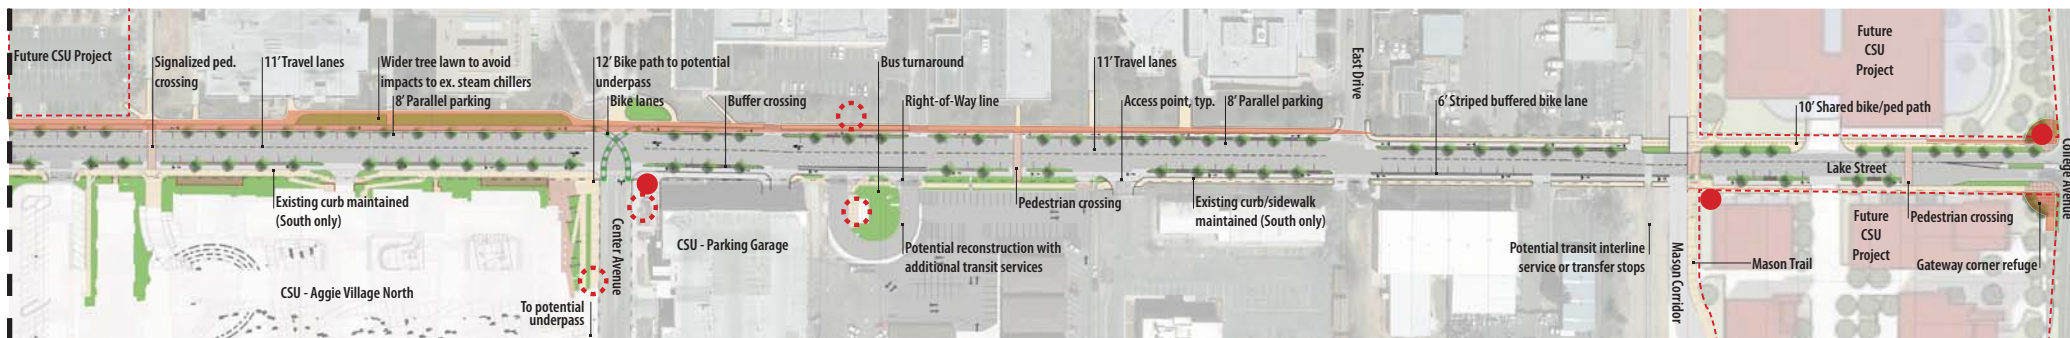 Future CSU Project
Signalized ped.
crossing
11' Travel lanes
Wider tree lawn to avoid
impacts to ex. steam chillers
8' Parallel parking
12' Bike path to potential
underpass
Bike lanes
Buffer crossing
Bus turnaround
Right-of-Way line
11' Travel lanes
Access point, typ.
8' Parallel parking
East Drive
6' Striped buffered bike lane
Future
CSU
Project
10' Shared bike/ped path
College Avenue
Lake Street
Existing curb maintained
(South only)
CSU - Aggie Village North
To potential
underpass
Center Avenue
CSU - Parking Garage
Potential reconstruction with
additional transit services
Pedestrian crossing
Existing curb/sidewalk
maintained (South only)
Potential transit interline
service or transfer stops
Mason Corridor
Mason Trail
Future
CSU
Project
Pedestrian crossing
Gateway corner refuge